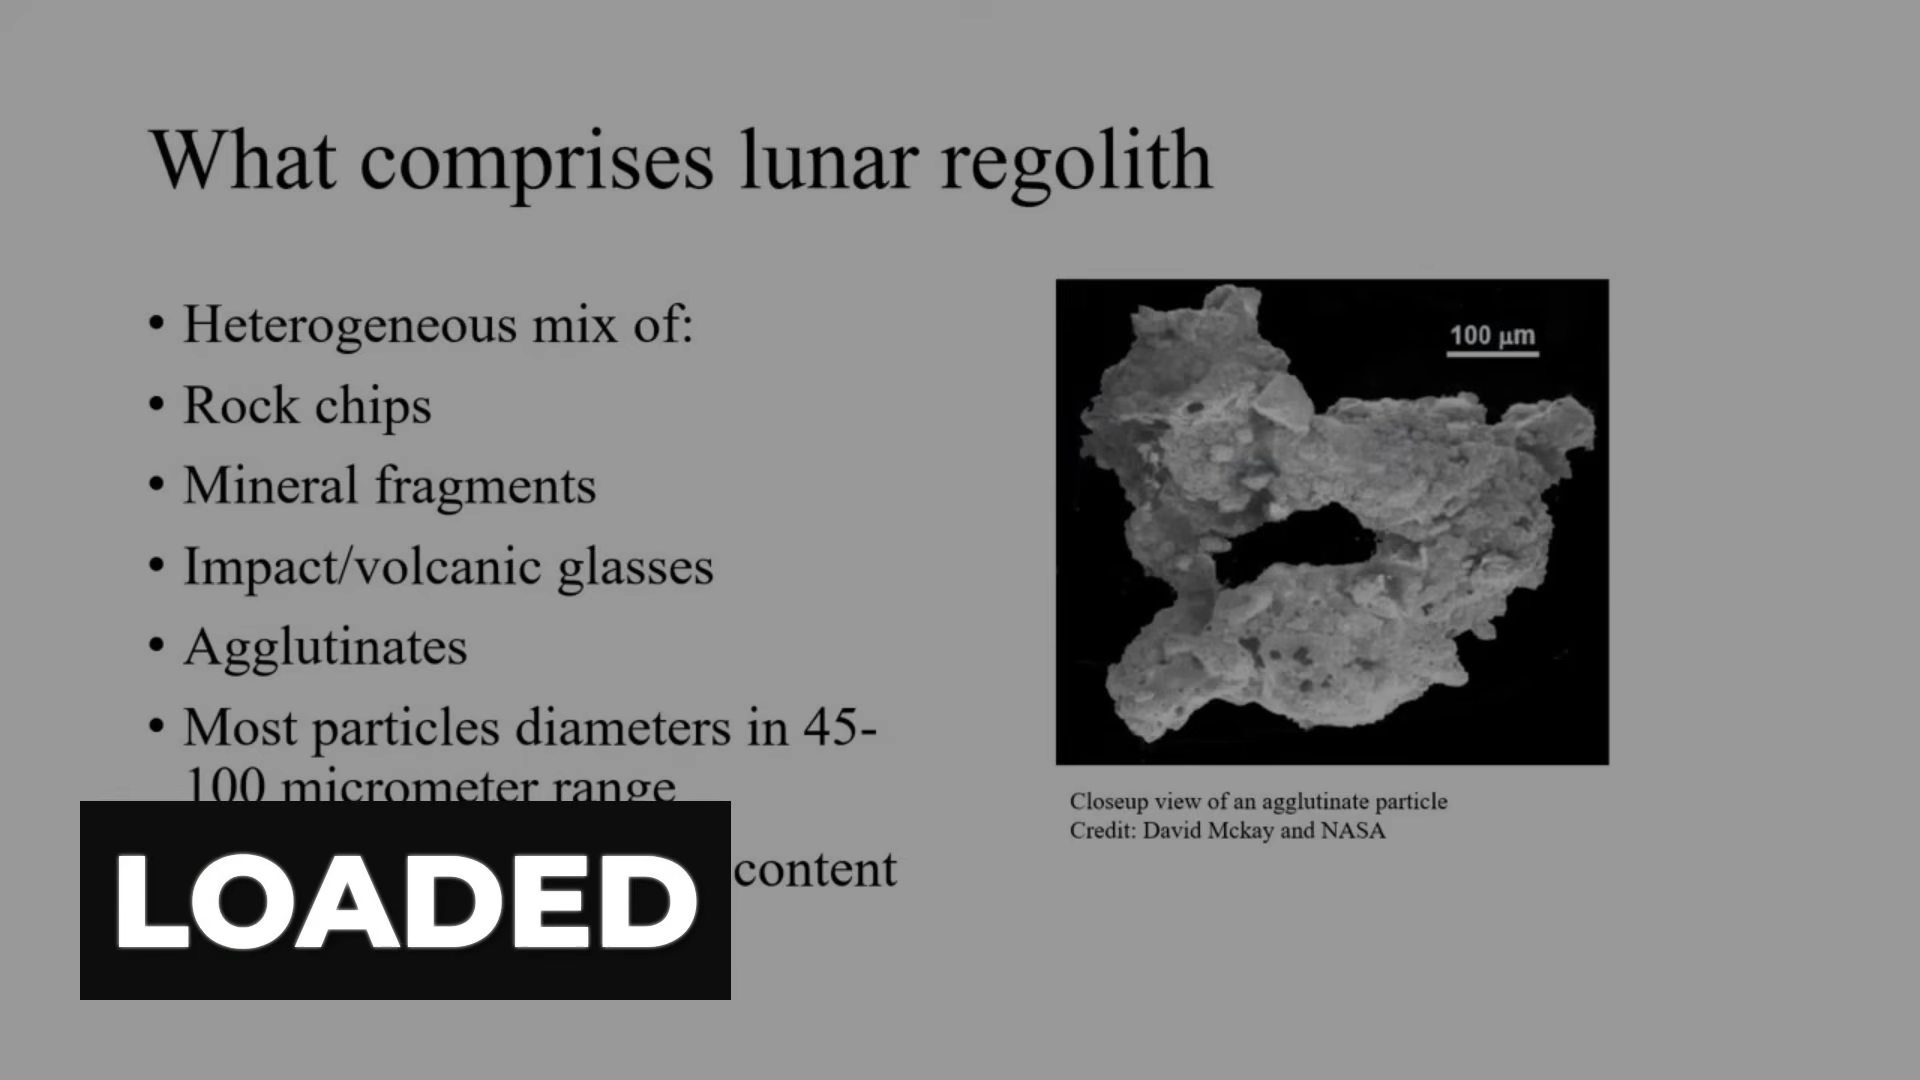 What comprises lunar regolith
• Heterogeneous mix of:
• Rock chips
• Mineral fragments
• Impact/volcanic glasses
• Agglutinates
• Most particles diameters in 45-
100 micrometer range
content
LOADED
100 µm
Closeup view of an agglutinate particle
Credit: David Mckay and NASA